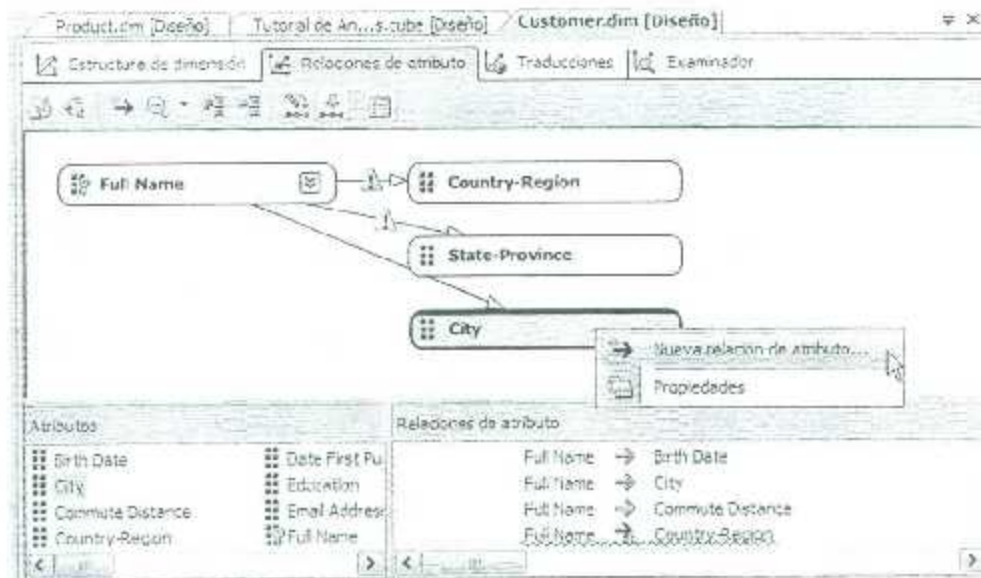 Product.dim [Diseño] Tutorial de An...s.cube [Diseño] Customer.dim [Diseño]
Estructura de dimensión Relaciones de atributo Traducciones Examinador
Full Name
Country-Region
State-Province
City
Nueva relación de atributo...
Propiedades
Atributos
Relaciones de atributo
Birth Date
Date First Pu
City
Education
Commute Distance
Email Address
Country-Region
Full Name
Full Name Birth Date
Full Name City
Full Name Commute Distance
Full Name Country-Region